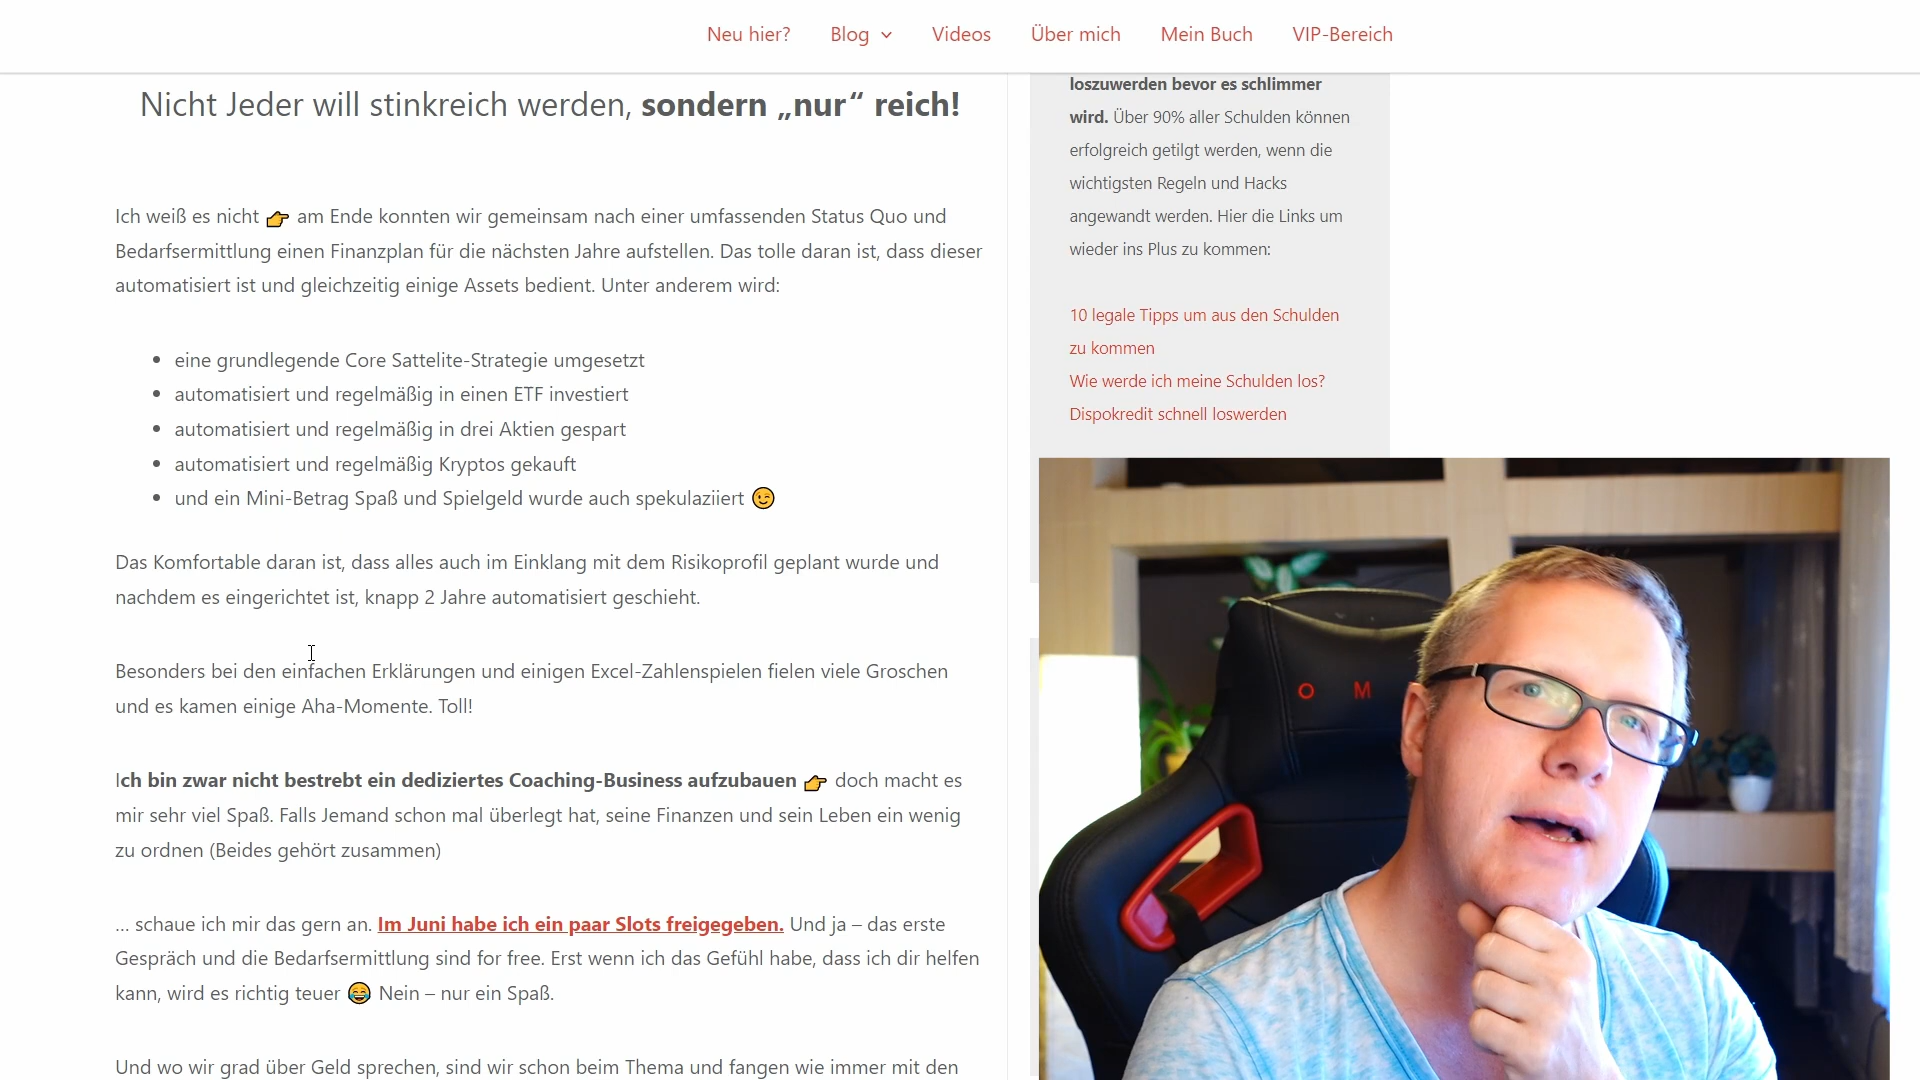 Neu hier? Blog Videos Über mich Mein Buch VIP-Bereich
Nicht Jeder will stinkreich werden, sondern „nur“ reich!
Ich weiß es nicht 👉 am Ende konnten wir gemeinsam nach einer umfassenden Status Quo und
Bedarfsermittlung einen Finanzplan für die nächsten Jahre aufstellen. Das tolle daran ist, dass dieser
automatisiert ist und gleichzeitig einige Assets bedient. Unter anderem wird:
• eine grundlegende Core Sattelite-Strategie umgesetzt
• automatisiert und regelmäßig in einen ETF investiert
• automatisiert und regelmäßig in drei Aktien gespart
• automatisiert und regelmäßig Kryptos gekauft
• und ein Mini-Betrag Spaß und Spielgeld wurde auch spekulaziiert 😉
Das Komfortable daran ist, dass alles auch im Einklang mit dem Risikoprofil geplant wurde und
nachdem es eingerichtet ist, knapp 2 Jahre automatisiert geschieht.
Besonders bei den einfachen Erklärungen und einigen Excel-Zahlenspielen fielen viele Groschen
und es kamen einige Aha-Momente. Toll!
Ich bin zwar nicht bestrebt ein dediziertes Coaching-Business aufzubauen 👉 doch macht es
mir sehr viel Spaß. Falls Jemand schon mal überlegt hat, seine Finanzen und sein Leben ein wenig
zu ordnen (Beides gehört zusammen)
… schaue ich mir das gern an. Im Juni habe ich ein paar Slots freigegeben. Und ja – das erste
Gespräch und die Bedarfsermittlung sind for free. Erst wenn ich das Gefühl habe, dass ich dir helfen
kann, wird es richtig teuer 😂 Nein – nur ein Spaß.
Und wo wir grad über Geld sprechen, sind wir schon beim Thema und fangen wie immer mit den
loszuwerden bevor es schlimmer
wird. Über 90% aller Schulden können
erfolgreich getilgt werden, wenn die
wichtigsten Regeln und Hacks
angewandt werden. Hier die Links um
wieder ins Plus zu kommen:
10 legale Tipps um aus den Schulden
zu kommen
Wie werde ich meine Schulden los?
Dispokredit schnell loswerden
O M